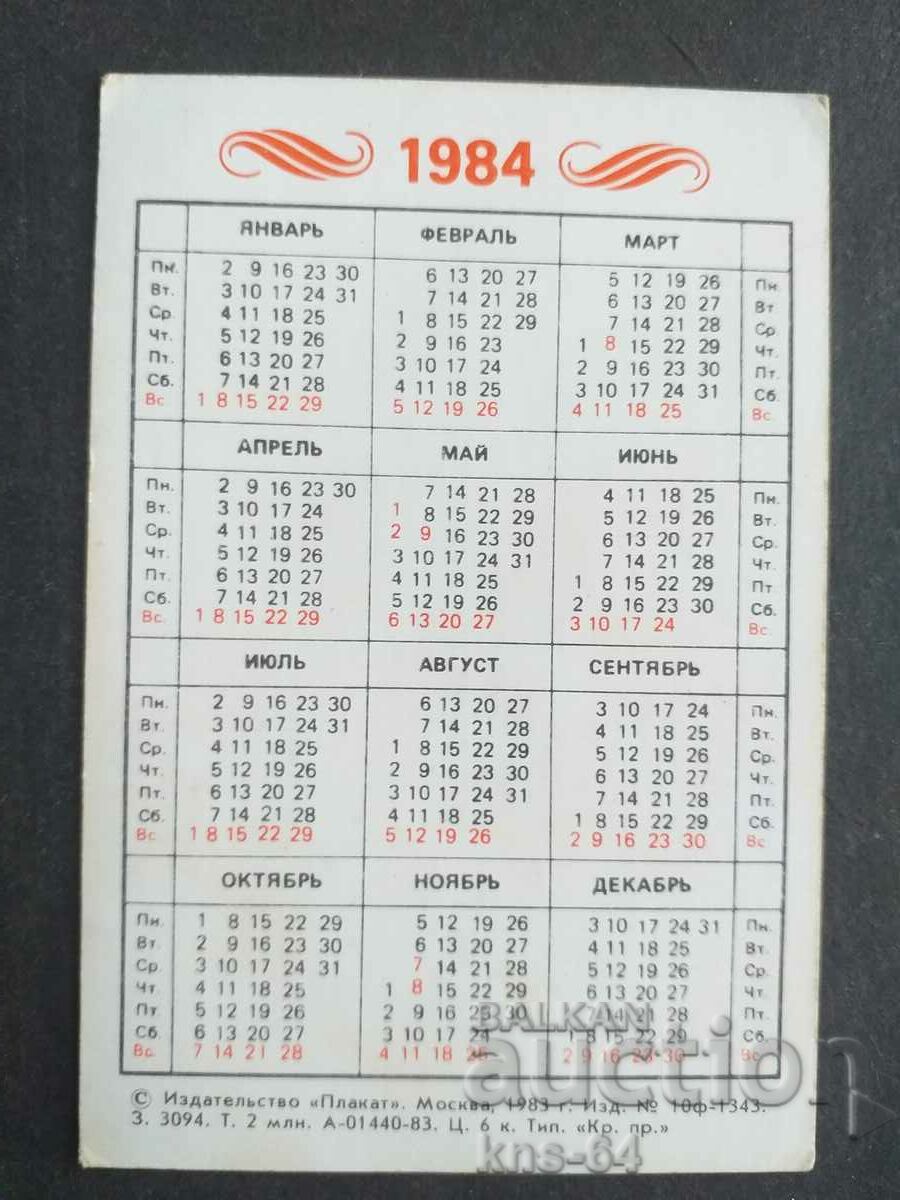 1984
ЯНВАРЬ ФЕВРАЛЬ МАРТ
Пн. 2 9 16 23 30 6 13 20 27 5 12 19 26 Пн.
Вт. 3 10 17 24 31 7 14 21 28 6 13 20 27 Вт
Ср. 4 11 18 25 1 8 15 22 29 7 14 21 28 Ср
Чт. 5 12 19 26 2 9 16 23 1 8 15 22 29 Чт.
Пт. 6 13 20 27 3 10 17 24 2 9 16 23 30 Пт.
Сб. 7 14 21 28 4 11 18 25 3 10 17 24 31 Сб.
Вс 1 8 15 22 29 5 12 19 26 4 11 18 25 Вс.
АПРЕЛЬ МАЙ ИЮНЬ
Пн. 2 9 16 23 30 7 14 21 28 4 11 18 25 Пн.
Вт. 3 10 17 24 1 8 15 22 29 5 12 19 26 Вт.
Ср. 4 11 18 25 2 9 16 23 30 6 13 20 27 Ср.
Чт. 5 12 19 26 3 10 17 24 31 7 14 21 28 Чт.
Пт. 6 13 20 27 4 11 18 25 1 8 15 22 29 Пт
Сб. 7 14 21 28 5 12 19 26 2 9 16 23 30 Сб.
Вс. 1 8 15 22 29 6 13 20 27 3 10 17 24 Вс.
ИЮЛЬ АВГУСТ СЕНТЯБРЬ
Пн. 2 9 16 23 30 6 13 20 27 3 10 17 24 Пн.
Вт. 3 10 17 24 31 7 14 21 28 4 11 18 25 Вт.
Ср. 4 11 18 25 1 8 15 22 29 5 12 19 26 Ср.
Чт. 5 12 19 26 2 9 16 23 30 6 13 20 27 Чт.
Пт. 6 13 20 27 3 10 17 24 31 7 14 21 28 Пт.
Сб. 7 14 21 28 4 11 18 25 1 8 15 22 29 Сб.
Вс 1 8 15 22 29 5 12 19 26 2 9 16 23 30 Вс
ОКТЯБРЬ НОЯБРЬ ДЕКАБРЬ
Пн. 1 8 15 22 29 5 12 19 26 3 10 17 24 31 Пн.
Вт. 2 9 16 23 30 6 13 20 27 4 11 18 25 Вт.
Ср. 3 10 17 24 31 7 14 21 28 5 12 19 26 Ср.
Чт. 4 11 18 25 1 8 15 22 29 6 13 20 27 Чт.
Пт. 5 12 19 26 2 9 16 23 30 7 14 21 28 Пт.
Сб. 6 13 20 27 3 10 17 24 1 8 15 22 29 Сб.
Вс. 7 14 21 28 4 11 18 25 2 9 16 23 30 Вс.
© Издательство «Плакат». Москва, 1983 г. Изд. № 10ф-1343.
З. 3094. Т. 2 млн. А-01440-83. Ц. 6 к. Тип. «Кр. пр.»
BALKAN
auction
kns-64